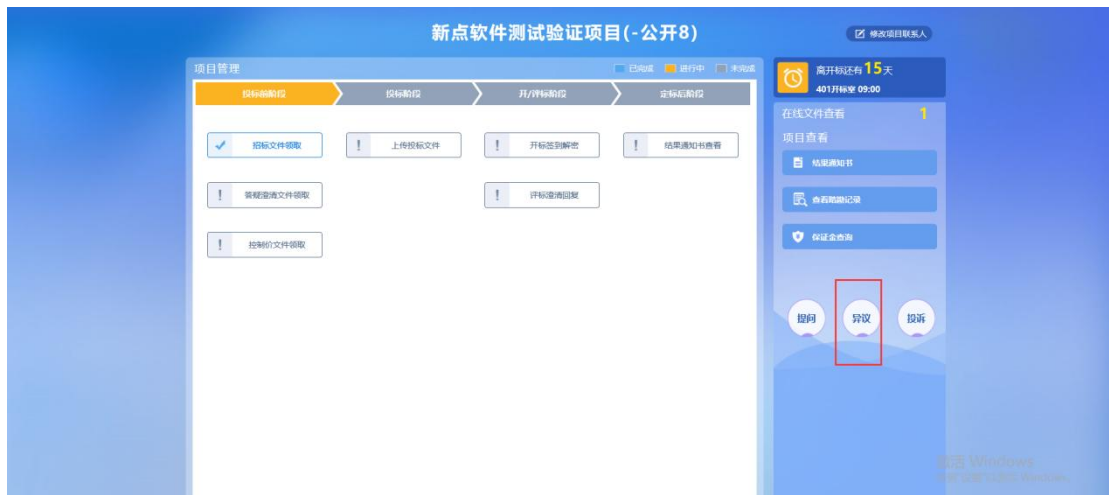 新点软件测试验证项目(-公开8)
修改项目联系人
项目管理
已完成 进行中 未完成
离开标还有15天
401开标室 09:00
投标前阶段
投标阶段
开/评标阶段
定标后阶段
在线文件查看 1
项目查看
招标文件领取
上传投标文件
开标签到解密
结果通知书查看
结果通知书
答疑澄清文件领取
评标澄清回复
查看踏勘记录
控制价文件领取
保证金查询
提问
异议
投诉
激活 Windows